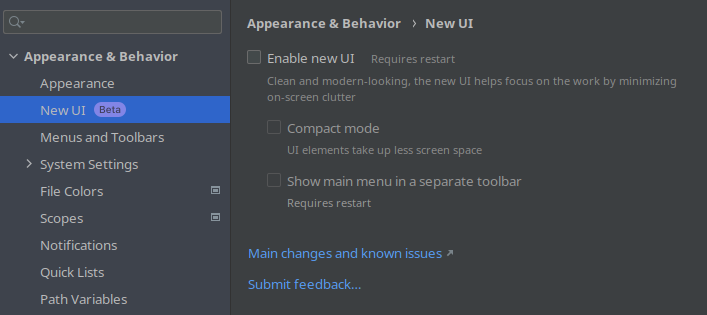 Appearance & Behavior
Appearance
New UI Beta
Menus and Toolbars
System Settings
File Colors
Scopes
Notifications
Quick Lists
Path Variables
Appearance & Behavior › New UI
Enable new UI Requires restart
Clean and modern-looking, the new UI helps focus on the work by minimizing
on-screen clutter
Compact mode
UI elements take up less screen space
Show main menu in a separate toolbar
Requires restart
Main changes and known issues ↗
Submit feedback...